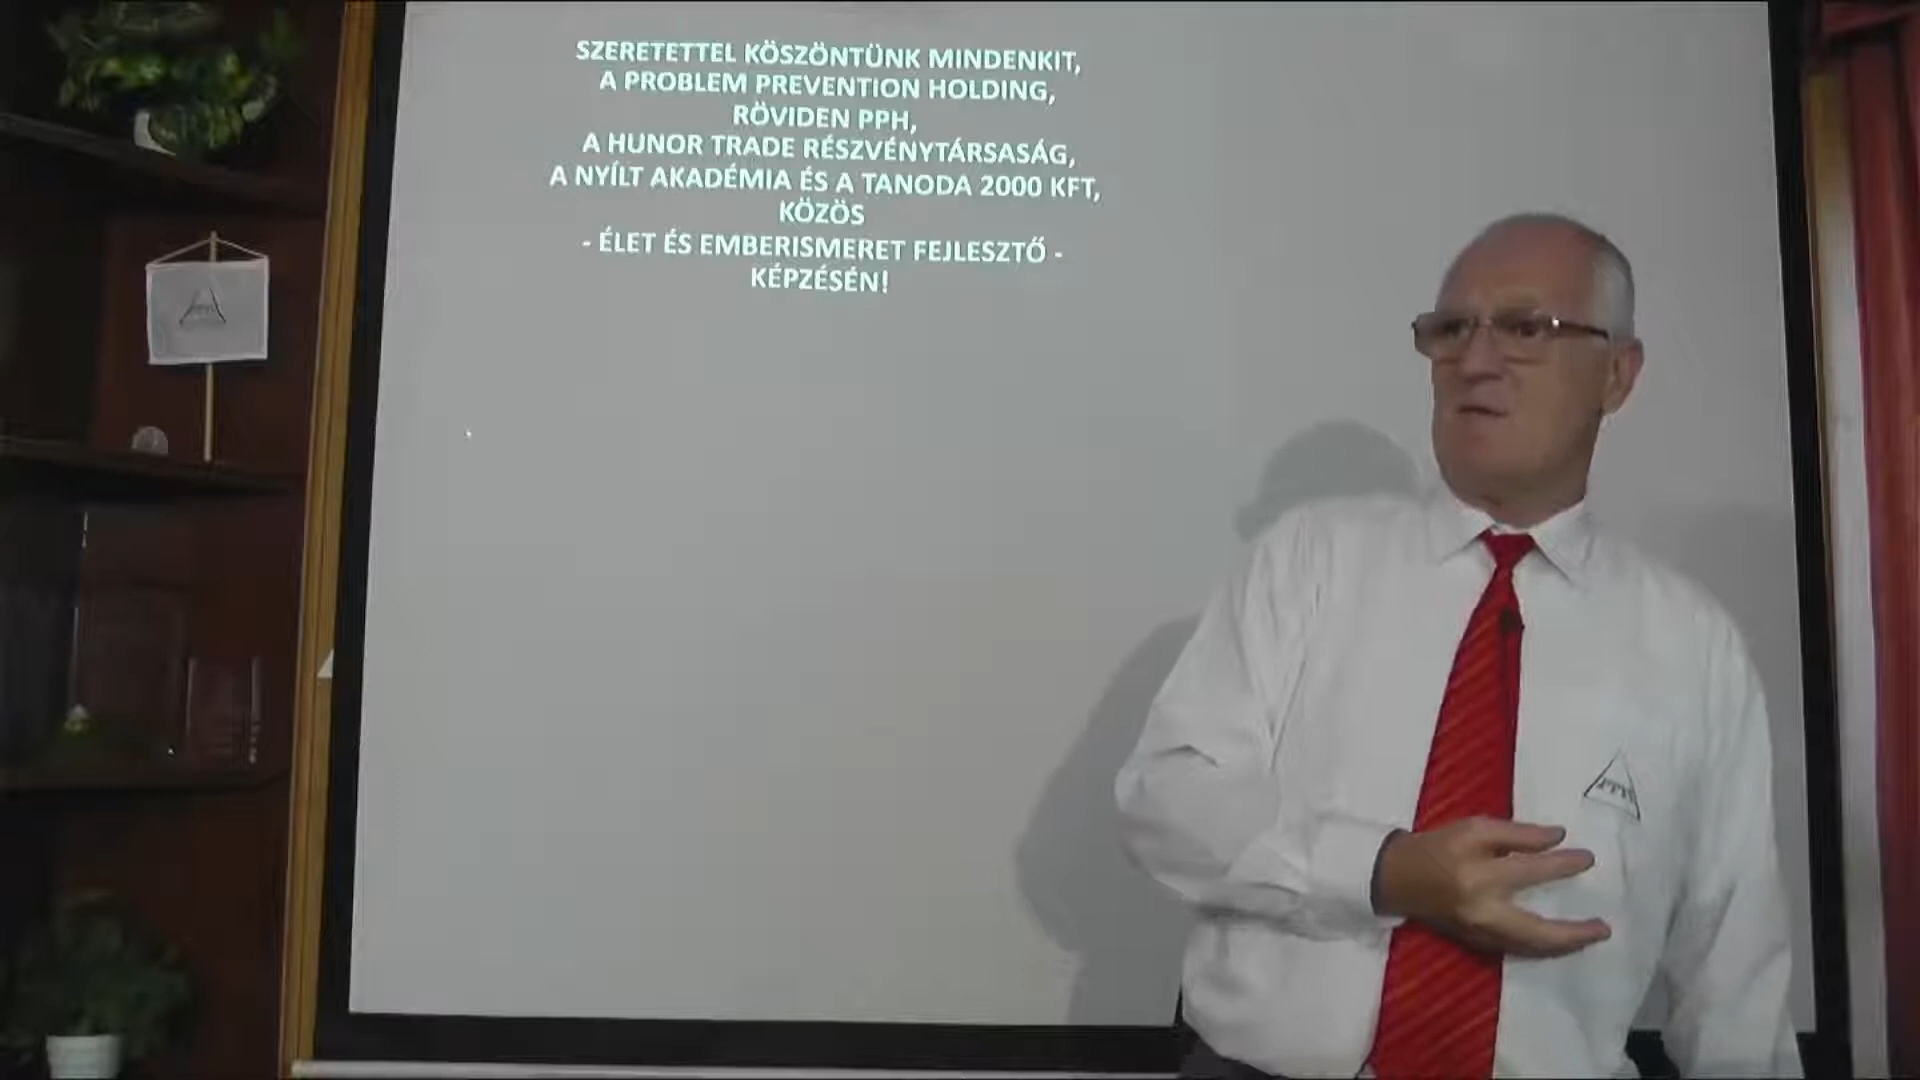 SZERETETTEL KÖSZÖNTÜNK MINDENKIT,
A PROBLEM PREVENTION HOLDING,
RÖVIDEN PPH,
A HUNOR TRADE RÉSZVÉNYTÁRSASÁG,
A NYÍLT AKADÉMIA ÉS A TANODA 2000 KFT,
KÖZÖS
- ÉLET ÉS EMBERISMERET FEJLESZTŐ -
KÉPZÉSÉN!